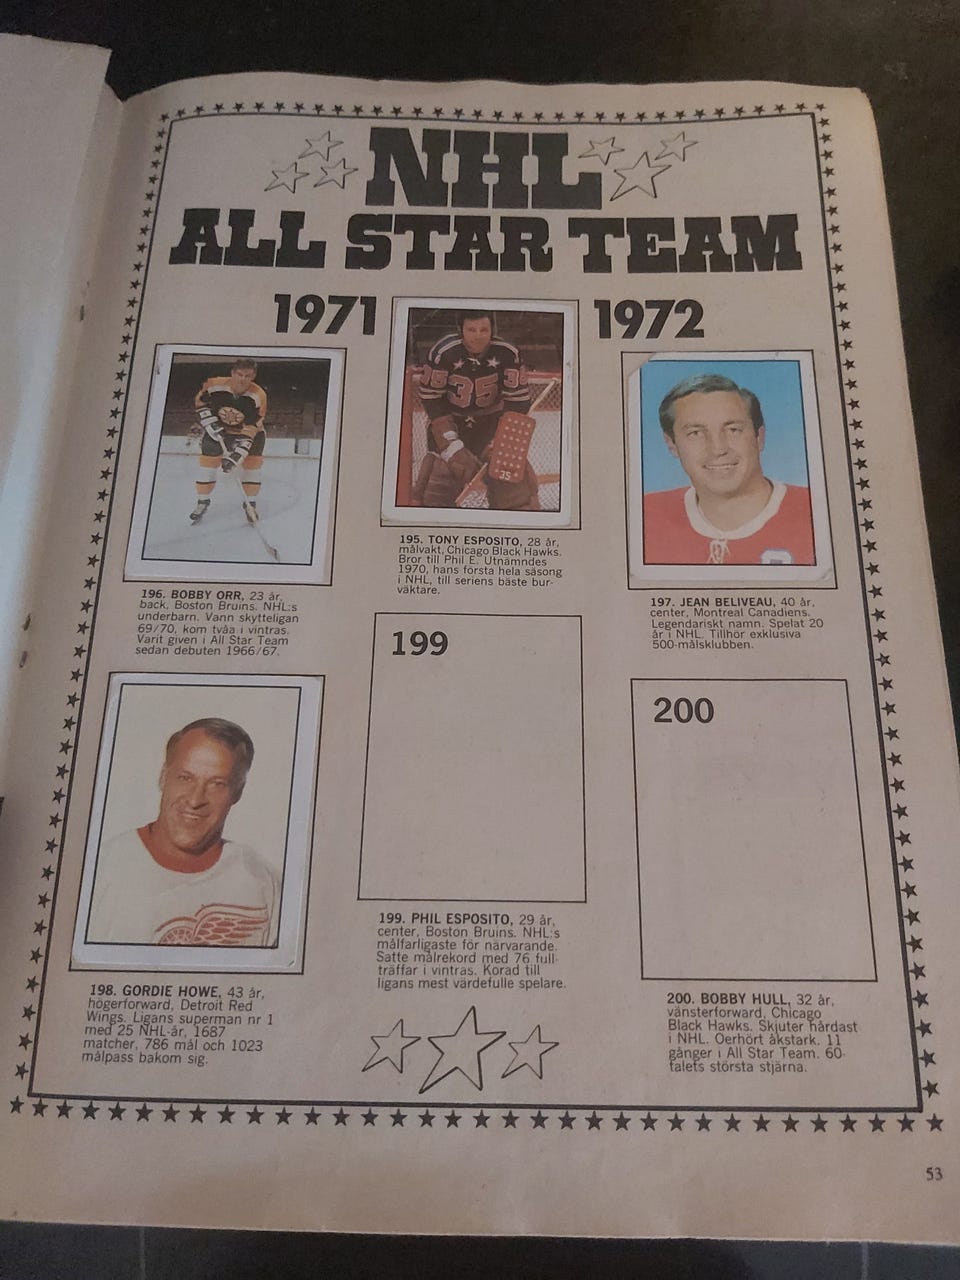 NHL
ALL STAR TEAM
1971 1972
35 35 35
35
195. TONY ESPOSITO, 28 år,
målvakt, Chicago Black Hawks.
Bror till Phil E. Utnämndes
1970, hans första hela säsong
i NHL, till seriens bäste bur-
väktare.
196. BOBBY ORR, 23 år,
back, Boston Bruins. NHL:s
underbarn. Vann skytteligan
69/70, kom tvåa i vintras.
Varit given i All Star Team
sedan debuten 1966/67.
197. JEAN BELIVEAU, 40 år,
center, Montreal Canadiens.
Legendariskt namn. Spelat 20
år i NHL. Tillhör exklusiva
500-målsklubben.
198. GORDIE HOWE, 43 år,
högerforward, Detroit Red
Wings. Ligans superman nr 1
med 25 NHL-år, 1687
matcher, 786 mål och 1023
målpass bakom sig.
199
199. PHIL ESPOSITO, 29 år,
center, Boston Bruins. NHL:s
målfarligaste för närvarande.
Satte målrekord med 76 full-
träffar i vintras. Korad till
ligans mest värdefulle spelare.
200
200. BOBBY HULL, 32 år,
vänsterforward, Chicago
Black Hawks. Skjuter hårdast
i NHL. Oerhört åkstark. 11
gånger i All Star Team. 60-
talets största stjärna.
53